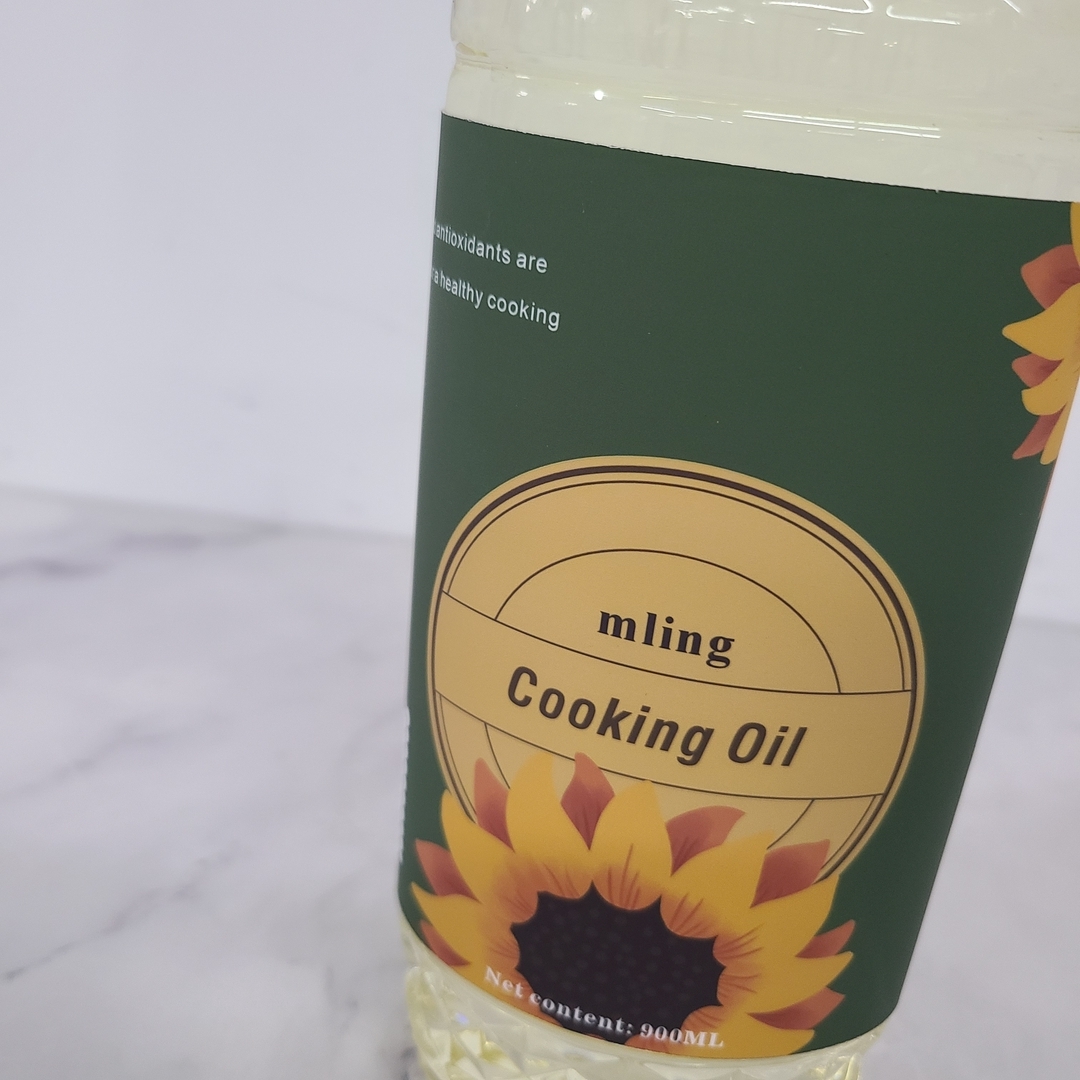 antioxidants are
a healthy cooking
mling
Cooking Oil
Net content: 900ML